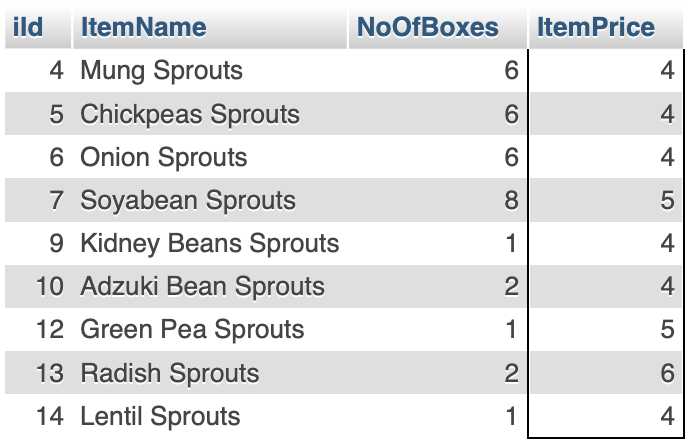 iId ItemName NoOfBoxes ItemPrice
4 Mung Sprouts 6 4
5 Chickpeas Sprouts 6 4
6 Onion Sprouts 6 4
7 Soyabean Sprouts 8 5
9 Kidney Beans Sprouts 1 4
10 Adzuki Bean Sprouts 2 4
12 Green Pea Sprouts 1 5
13 Radish Sprouts 2 6
14 Lentil Sprouts 1 4